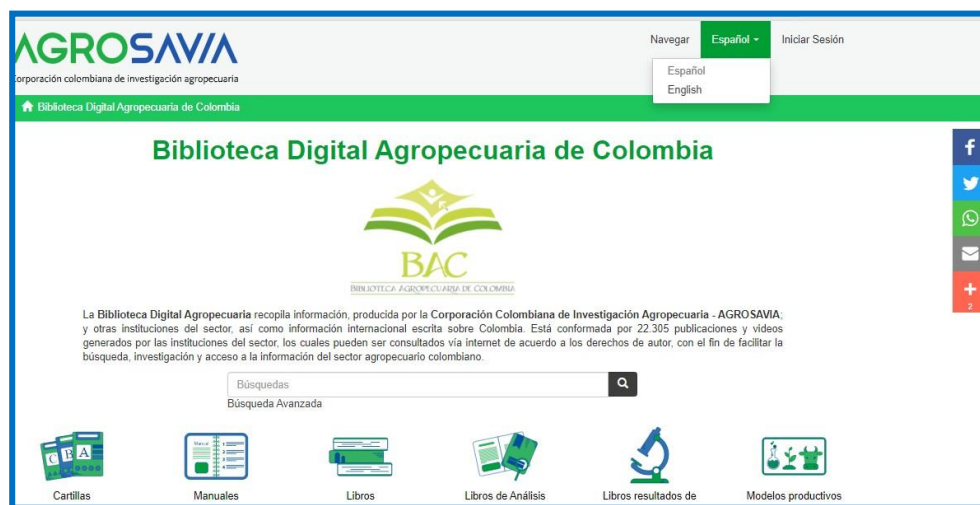 AGROSAVIA
Corporación colombiana de investigación agropecuaria
Navegar
Español
Iniciar Sesión
Español
English
Biblioteca Digital Agropecuaria de Colombia
Biblioteca Digital Agropecuaria de Colombia
BAC
BIBLIOTECA AGROPECUARIA DE COLOMBIA
La Biblioteca Digital Agropecuaria recopila información, producida por la Corporación Colombiana de Investigación Agropecuaria - AGROSAVIA;
y otras instituciones del sector, así como información internacional escrita sobre Colombia. Está conformada por 22.305 publicaciones y videos
generados por las instituciones del sector, los cuales pueden ser consultados vía internet de acuerdo a los derechos de autor, con el fin de facilitar la
búsqueda, investigación y acceso a la información del sector agropecuario colombiano.
Búsquedas
Búsqueda Avanzada
2
C B A
Manual
Cartillas
Manuales
Libros
Libros de Análisis
Libros resultados de
Modelos productivos